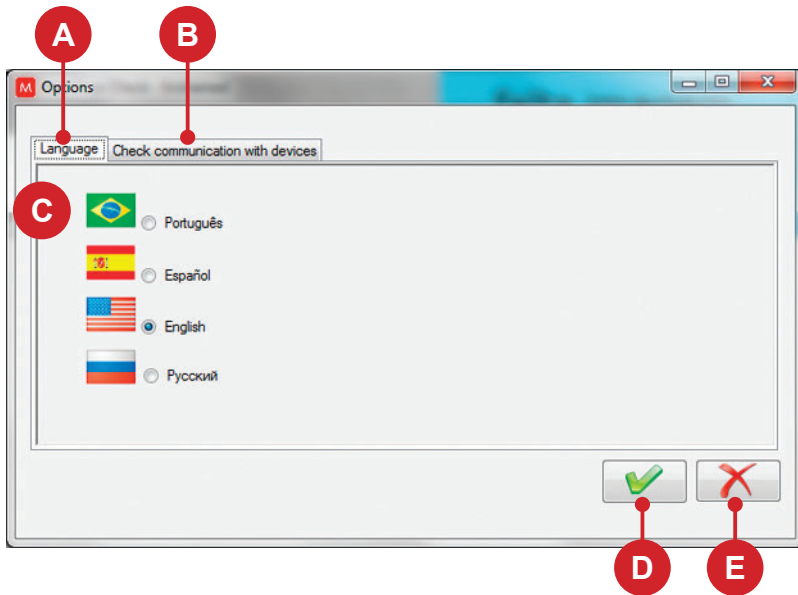 A B
M Options
Language Check communication with devices
C
Português
Español
English
Русский
D E